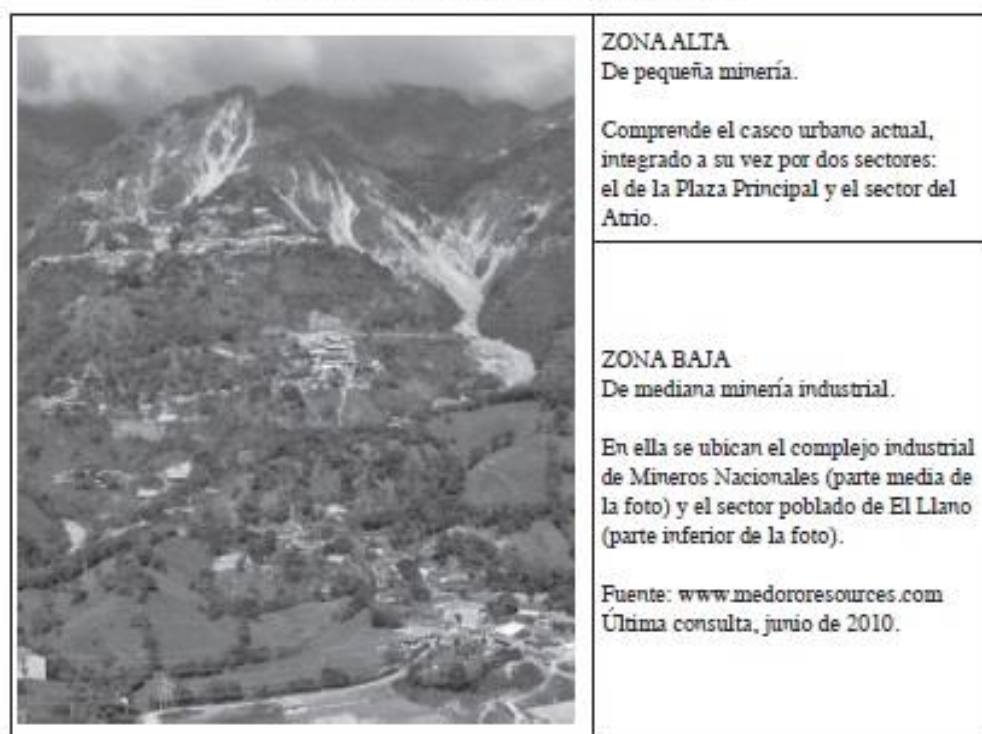 ZONA ALTA
De pequeña minería.
Comprende el casco urbano actual,
integrado a su vez por dos sectores:
el de la Plaza Principal y el sector del
Atrio.
ZONA BAJA
De mediana minería industrial.
En ella se ubican el complejo industrial
de Mineros Nacionales (parte media de
la foto) y el sector poblado de El Llano
(parte inferior de la foto).
Fuente: www.medororesources.com
Última consulta, junio de 2010.